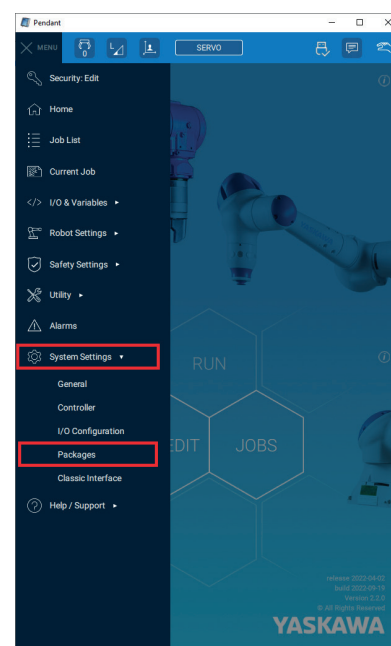 Pendant
MENU
0
SERVO
Security: Edit
Home
Job List
Current Job
I/O & Variables
Robot Settings
Safety Settings
Utility
Alarms
System Settings
General
Controller
I/O Configuration
Packages
Classic Interface
Help / Support
RUN
EDIT
JOBS
release 2022-04-02
build 2022-09-16
Version 2.2.0
© All Rights Reserved
YASKAWA